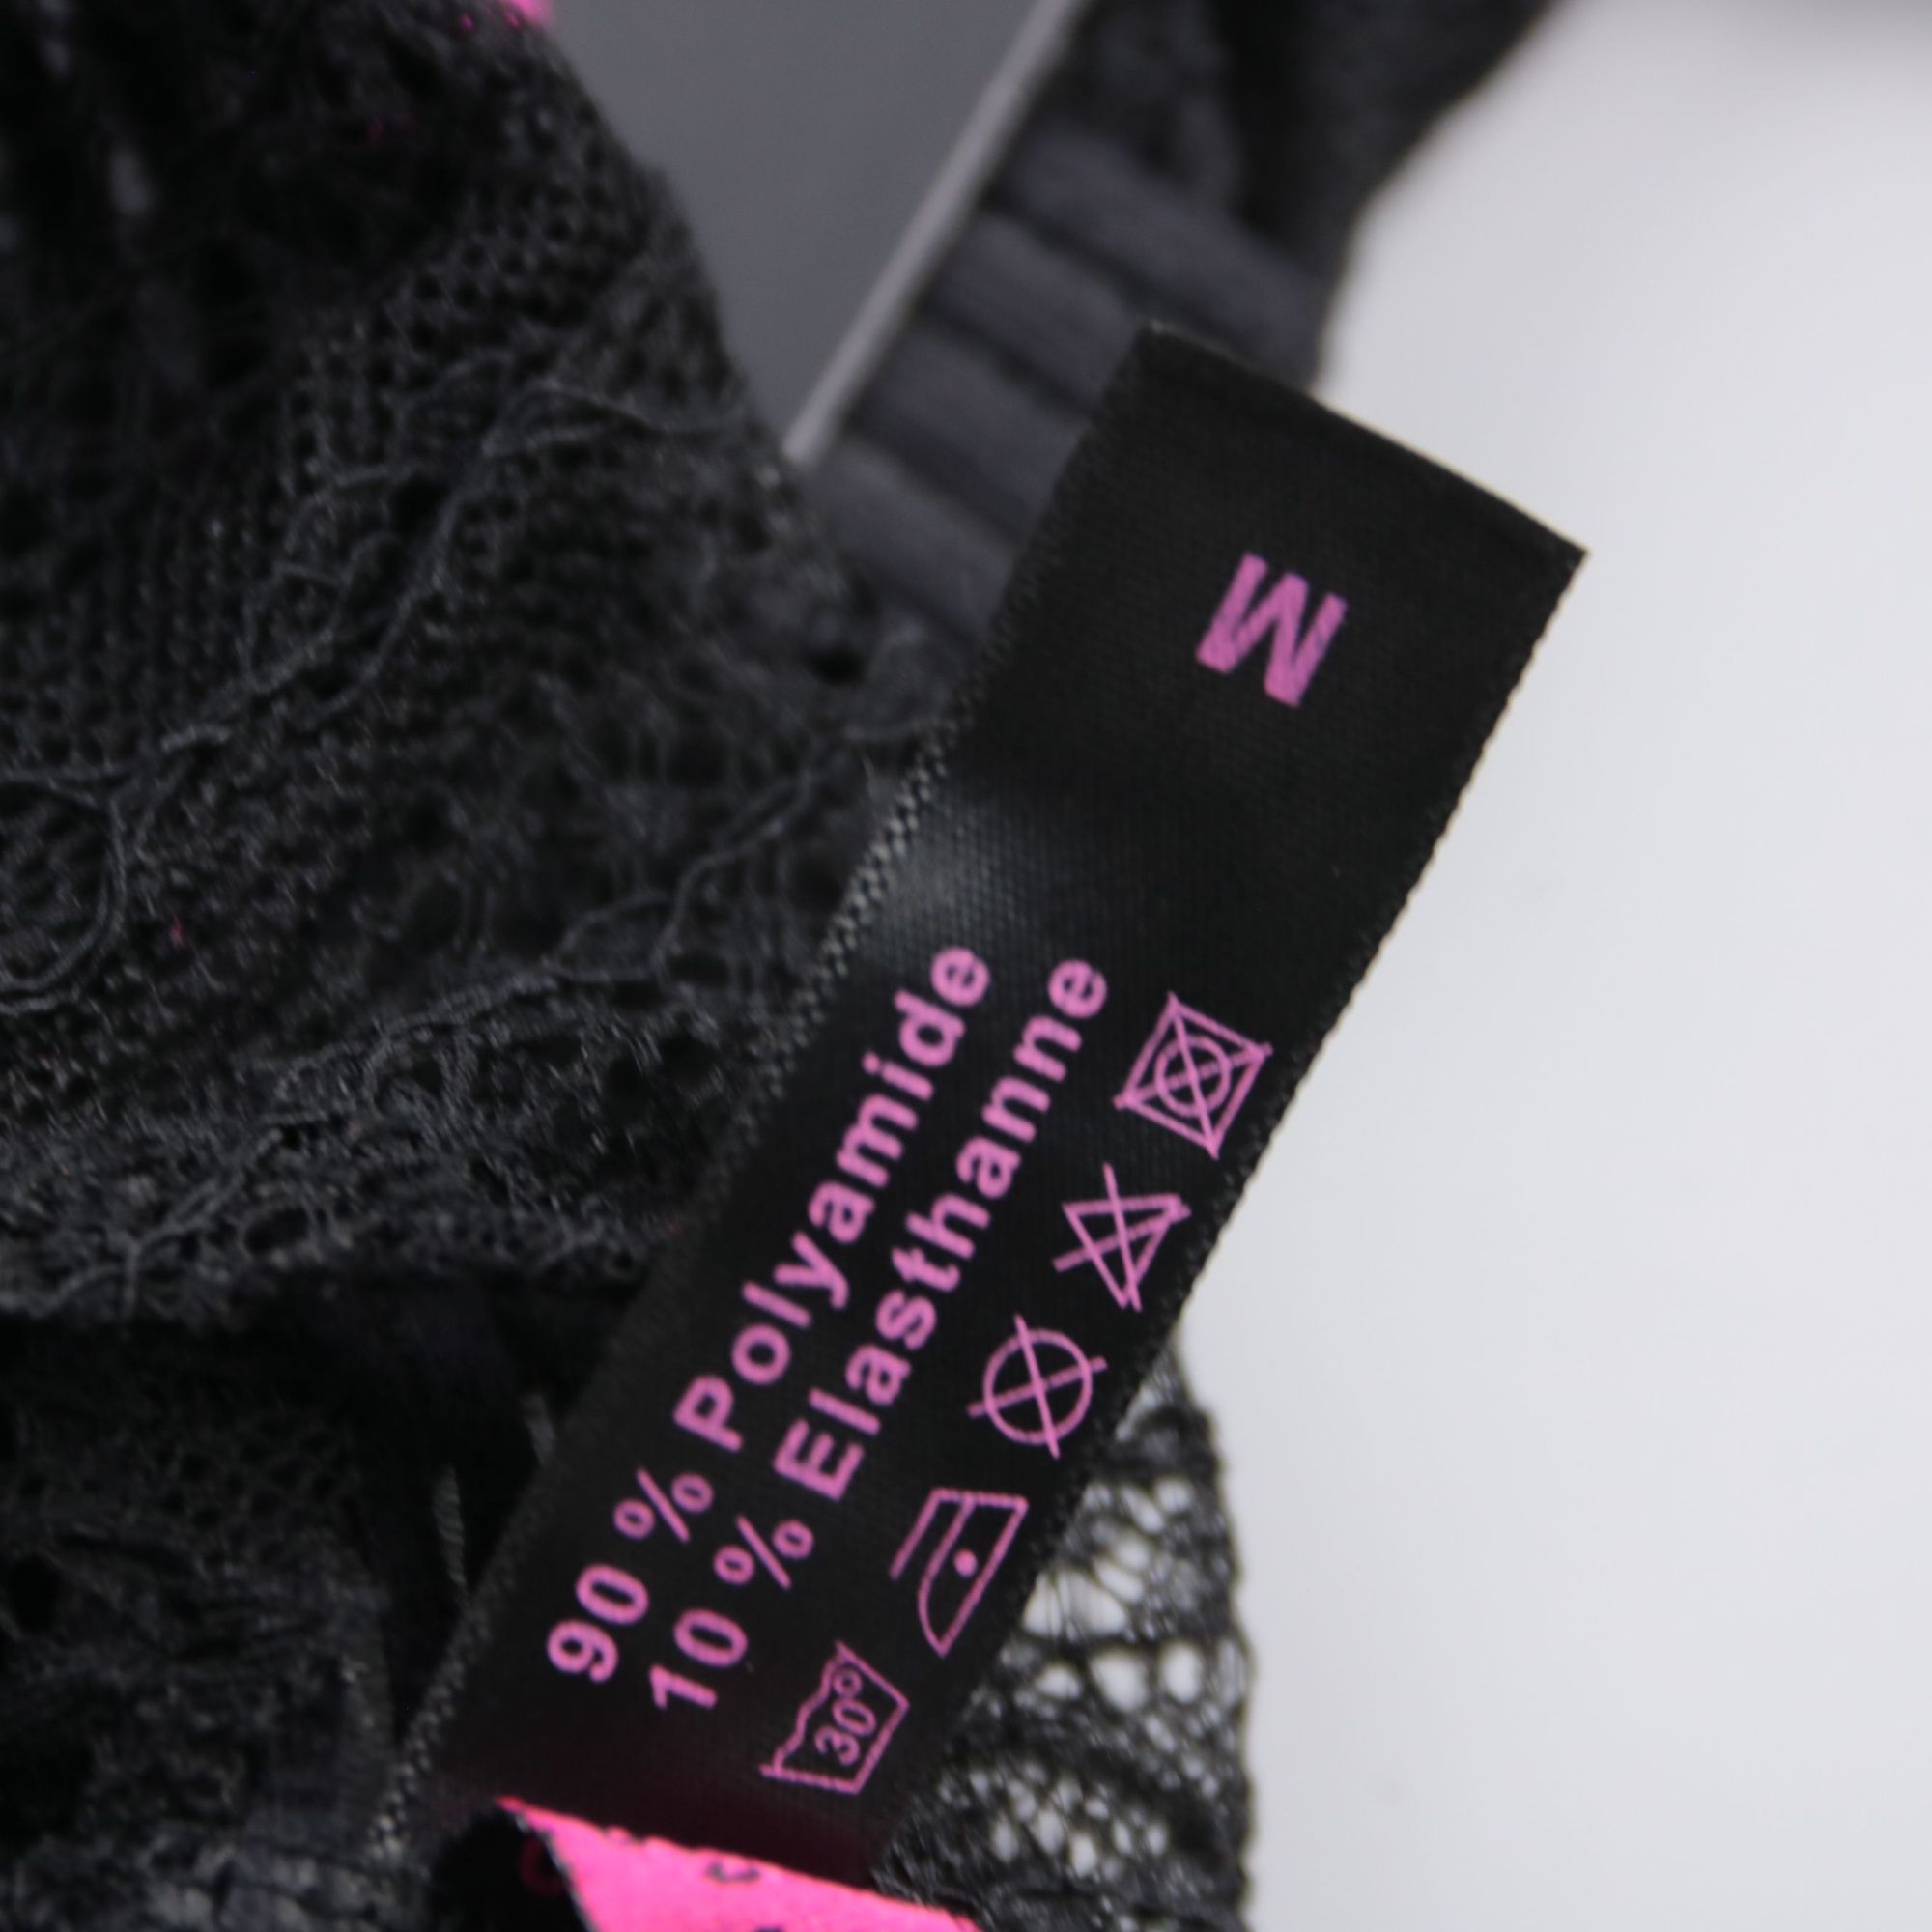 M
90 % Polyamide
10 % Elasthanne
30°